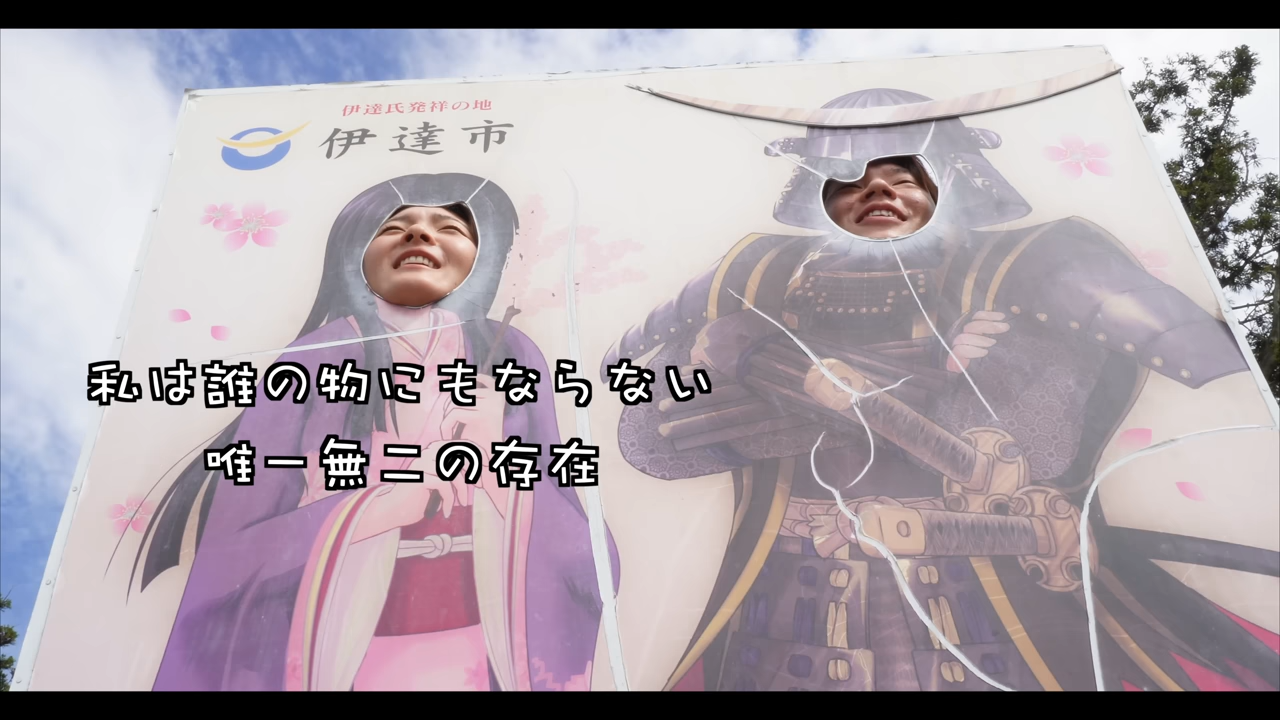 伊達氏発祥の地
伊達市
私は誰の物にもならない
唯一無二の存在